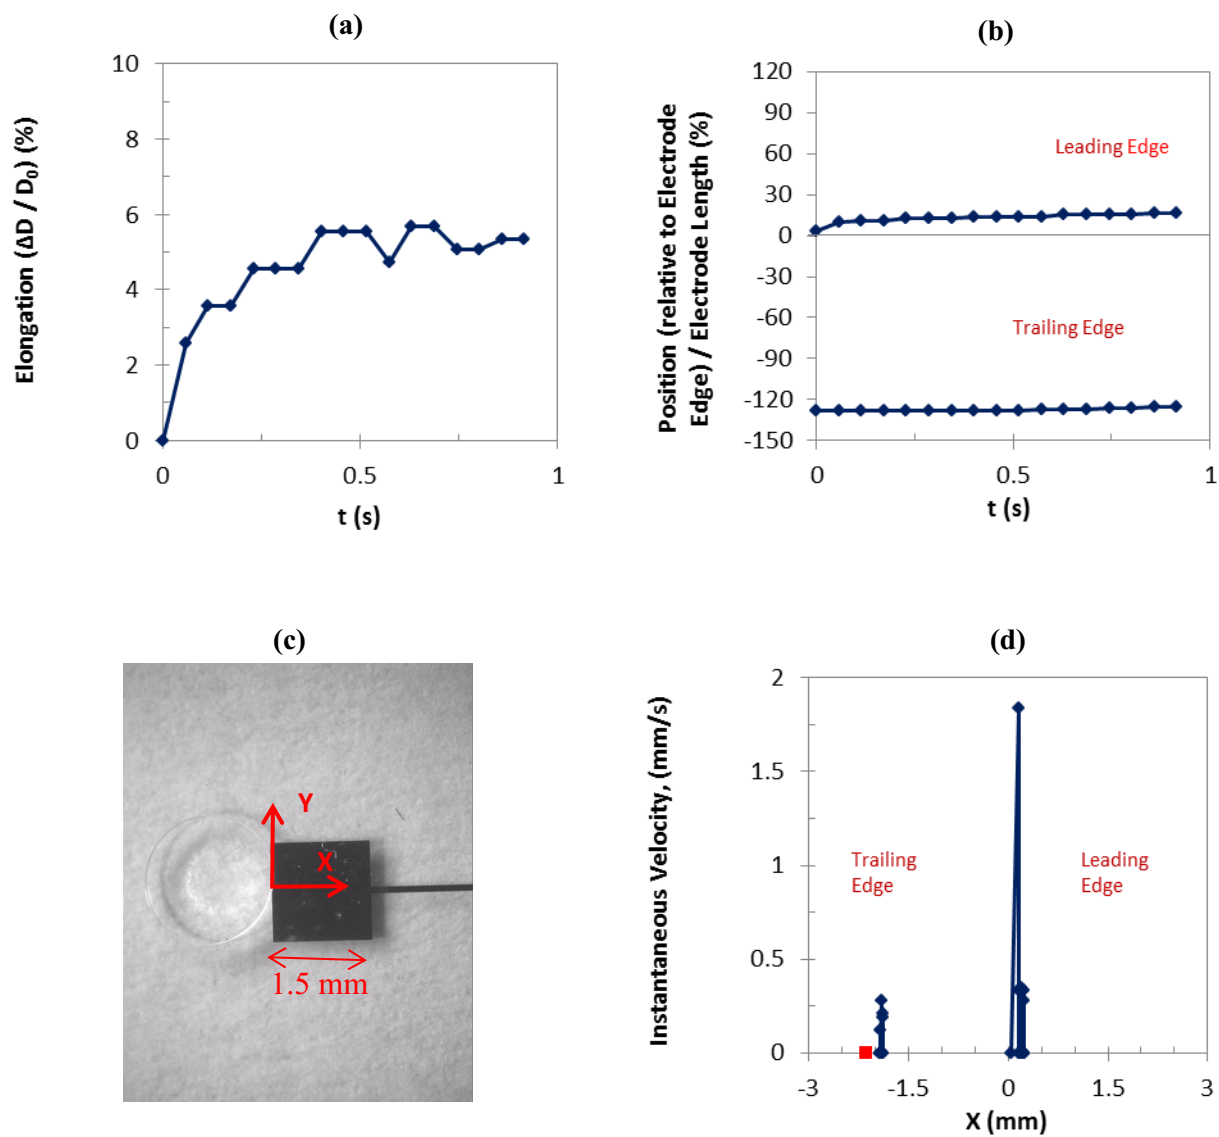 (a)
Elongation (ΔD / D₀) (%)
10
8
6
4
2
0
0
0.5
1
t (s)
(b)
Position (relative to Electrode
Edge) / Electrode Length (%)
120
90
60
30
0
-30
-60
-90
-120
-150
Leading Edge
Trailing Edge
0
0.5
1
t (s)
(c)
Y
X
1.5 mm
(d)
Instantaneous Velocity, (mm/s)
2
1.5
1
0.5
0
Trailing
Edge
Leading
Edge
-3
-1.5
0
1.5
3
X (mm)